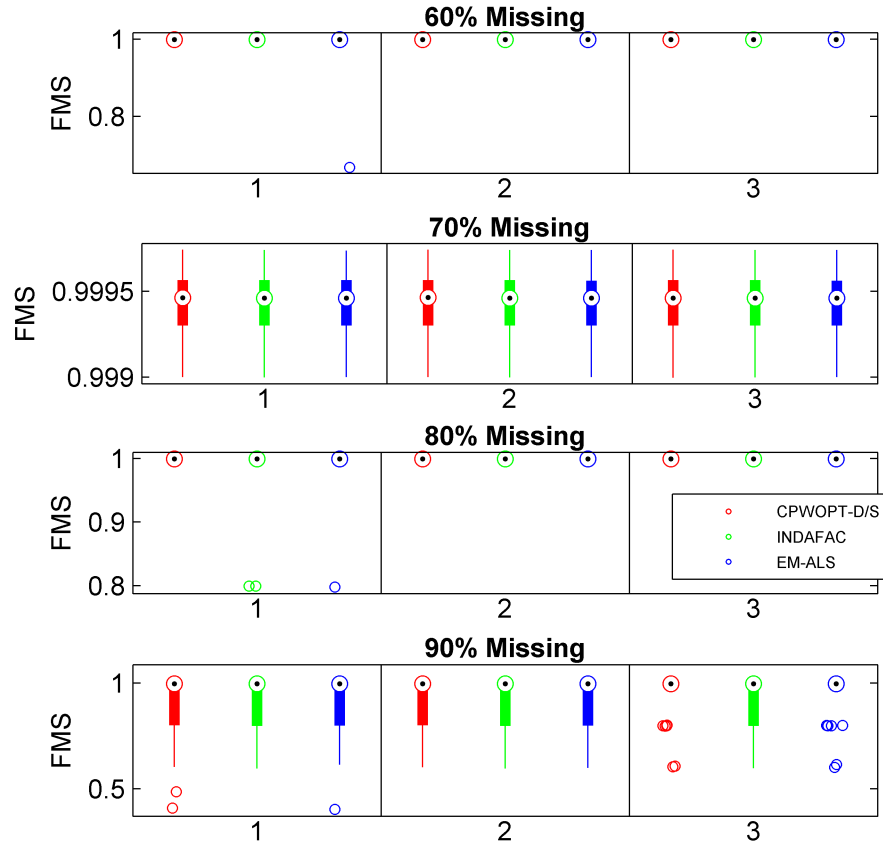 60% Missing
1
0.8
FMS
1 2 3
70% Missing
0.9995
0.999
FMS
1 2 3
80% Missing
1
0.9
0.8
FMS
CPWOPT-D/S
INDAFAC
EM-ALS
1 2 3
90% Missing
1
0.5
FMS
1 2 3